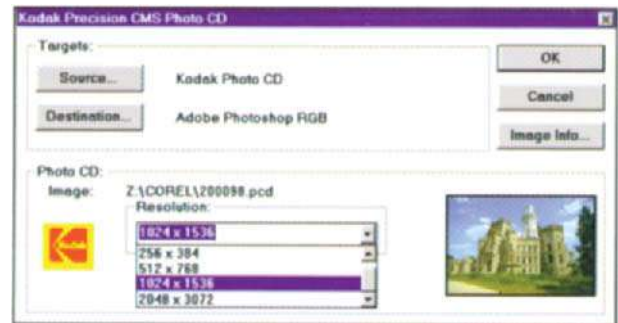 Kodak Precision CMS Photo CD
Targets:
Source... Kodak Photo CD
Destination... Adobe Photoshop RGB
OK
Cancel
Image Info...
Photo CD:
Image: Z:\COREL\200098.pcd
Resolution:
1024 x 1536
256 x 384
512 x 768
1024 x 1536
2048 x 3072
Kodak